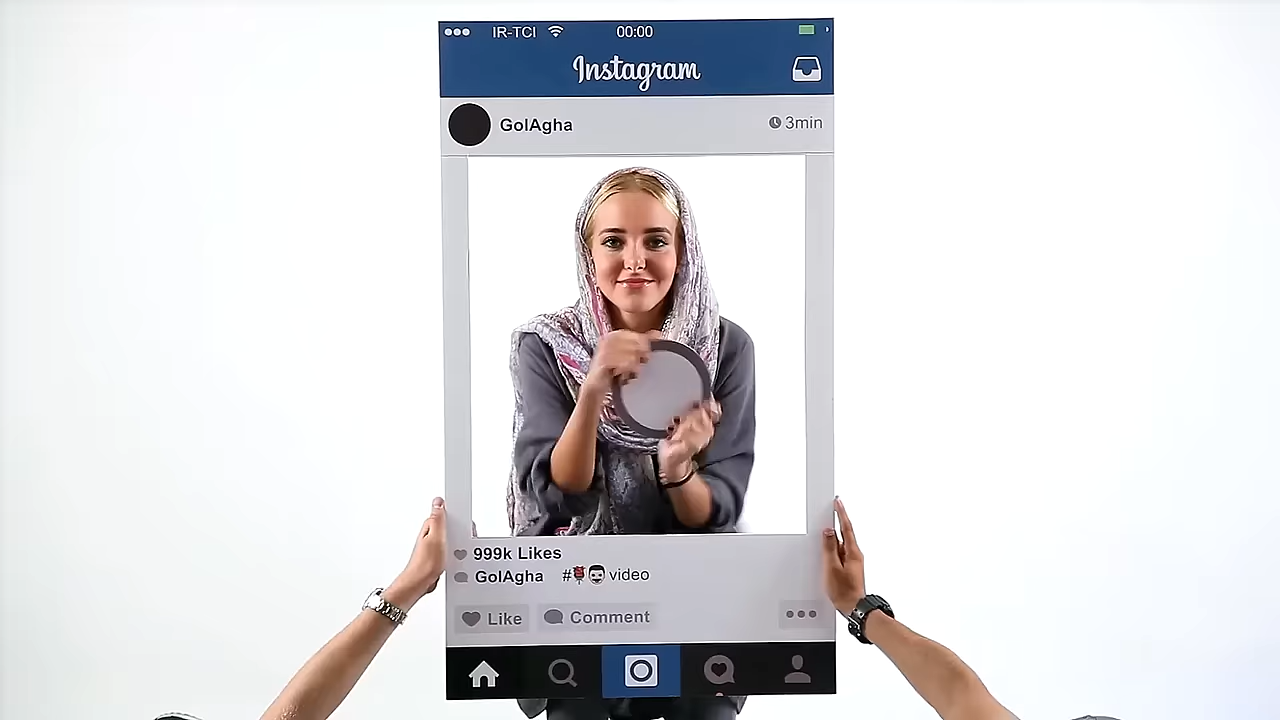 IR-TCI 00:00
Instagram
GolAgha 3min
999k Likes
GolAgha #🌹🧔video
Like Comment